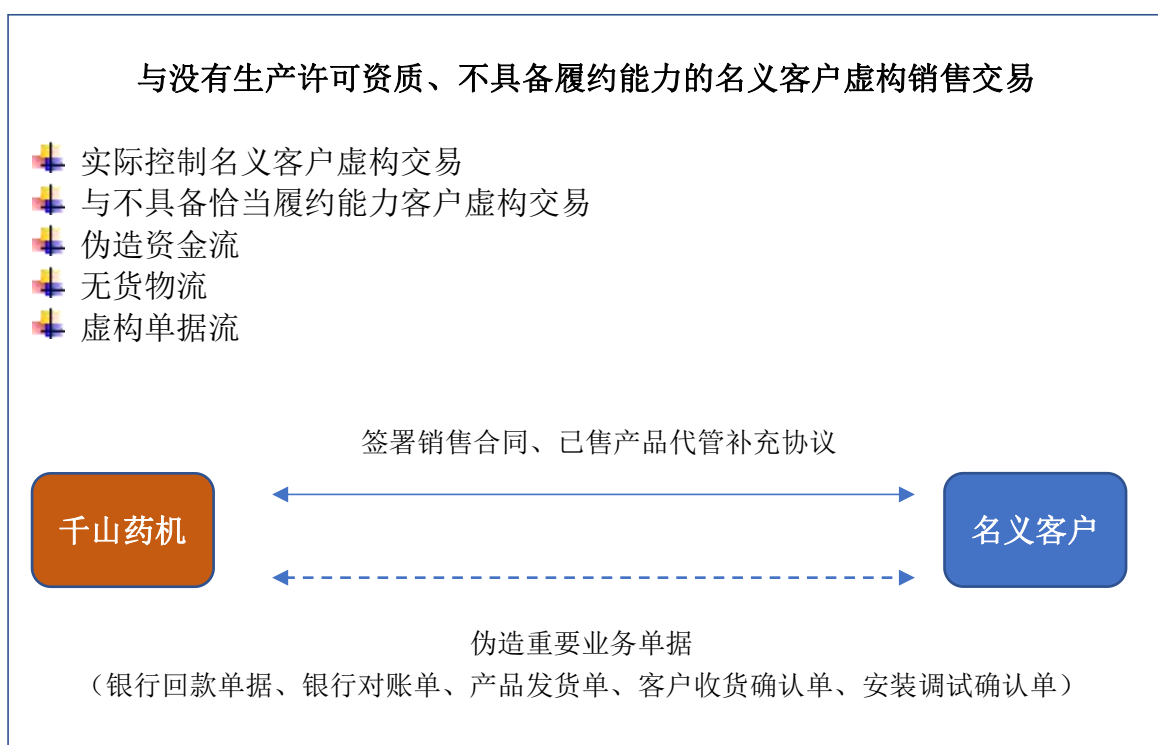 与没有生产许可资质、不具备履约能力的名义客户虚构销售交易
实际控制名义客户虚构交易
与不具备恰当履约能力客户虚构交易
伪造资金流
无货物流
虚构单据流
签署销售合同、已售产品代管补充协议
千山药机
名义客户
伪造重要业务单据
（银行回款单据、银行对账单、产品发货单、客户收货确认单、安装调试确认单）